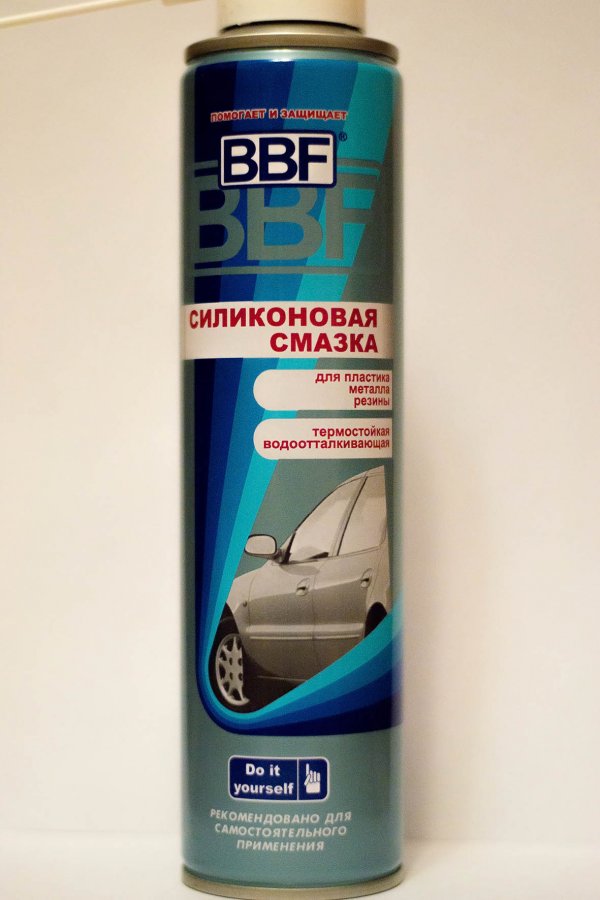 ПОМОГАЕТ И ЗАЩИЩАЕТ
BBF®
BBF
СИЛИКОНОВАЯ
СМАЗКА
для пластика
металла
резины
термостойкая
водоотталкивающая
Do it
yourself
РЕКОМЕНДОВАНО ДЛЯ
САМОСТОЯТЕЛЬНОГО
ПРИМЕНЕНИЯ